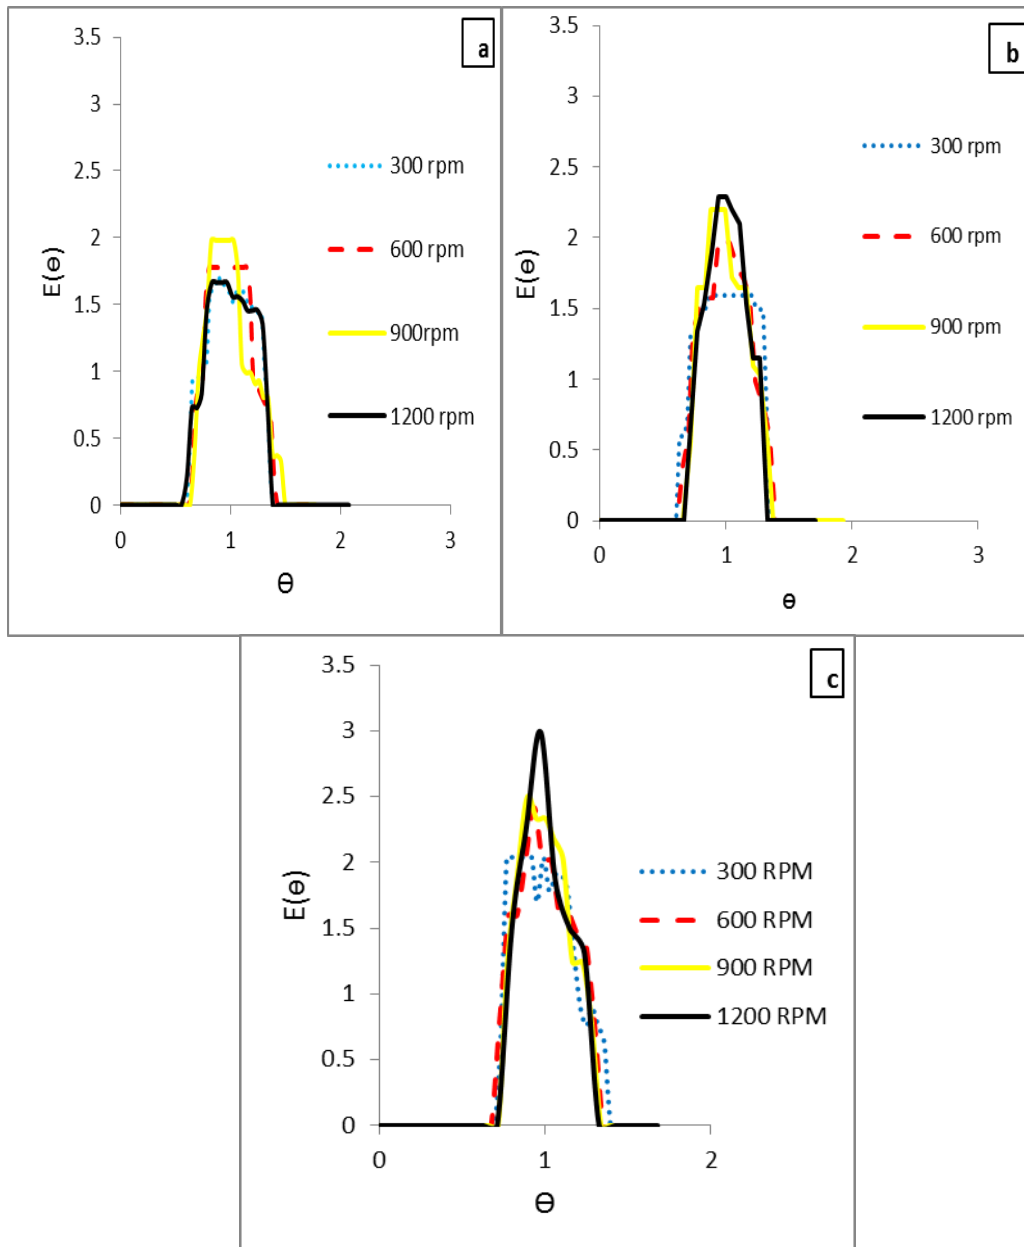 a
3.5
3
2.5
2
1.5
1
0.5
0
E(ө)
0 1 2 3
Ө
300 rpm
600 rpm
900rpm
1200 rpm
b
3.5
3
2.5
2
1.5
1
0.5
0
E(ө)
0 1 2 3
ө
300 rpm
600 rpm
900 rpm
1200 rpm
c
3.5
3
2.5
2
1.5
1
0.5
0
E(ө)
0 1 2
Ө
300 RPM
600 RPM
900 RPM
1200 RPM